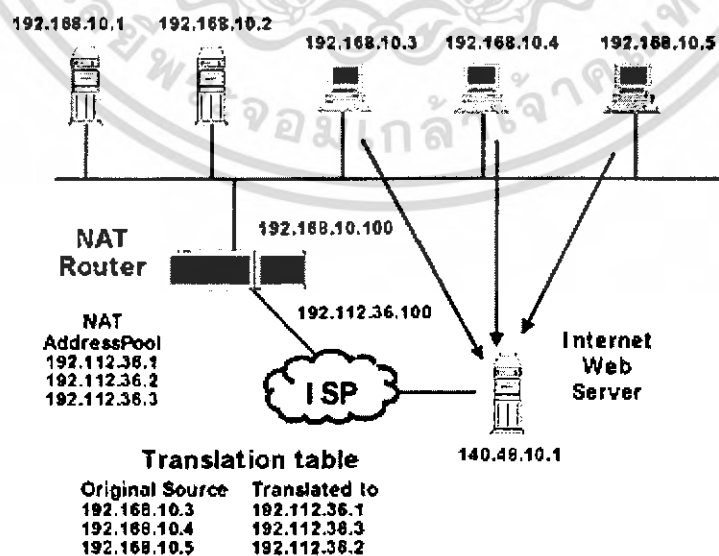 192.168.10.1 192.168.10.2
192.168.10.3 192.168.10.4 192.168.10.5
NAT
Router
192.168.10.100
192.112.36.100
NAT
AddressPool
192.112.36.1
192.112.36.2
192.112.36.3
ISP
Internet
Web
Server
140.48.10.1
Translation table
Original Source Translated to
192.168.10.3 192.112.36.1
192.168.10.4 192.112.36.3
192.168.10.5 192.112.36.2